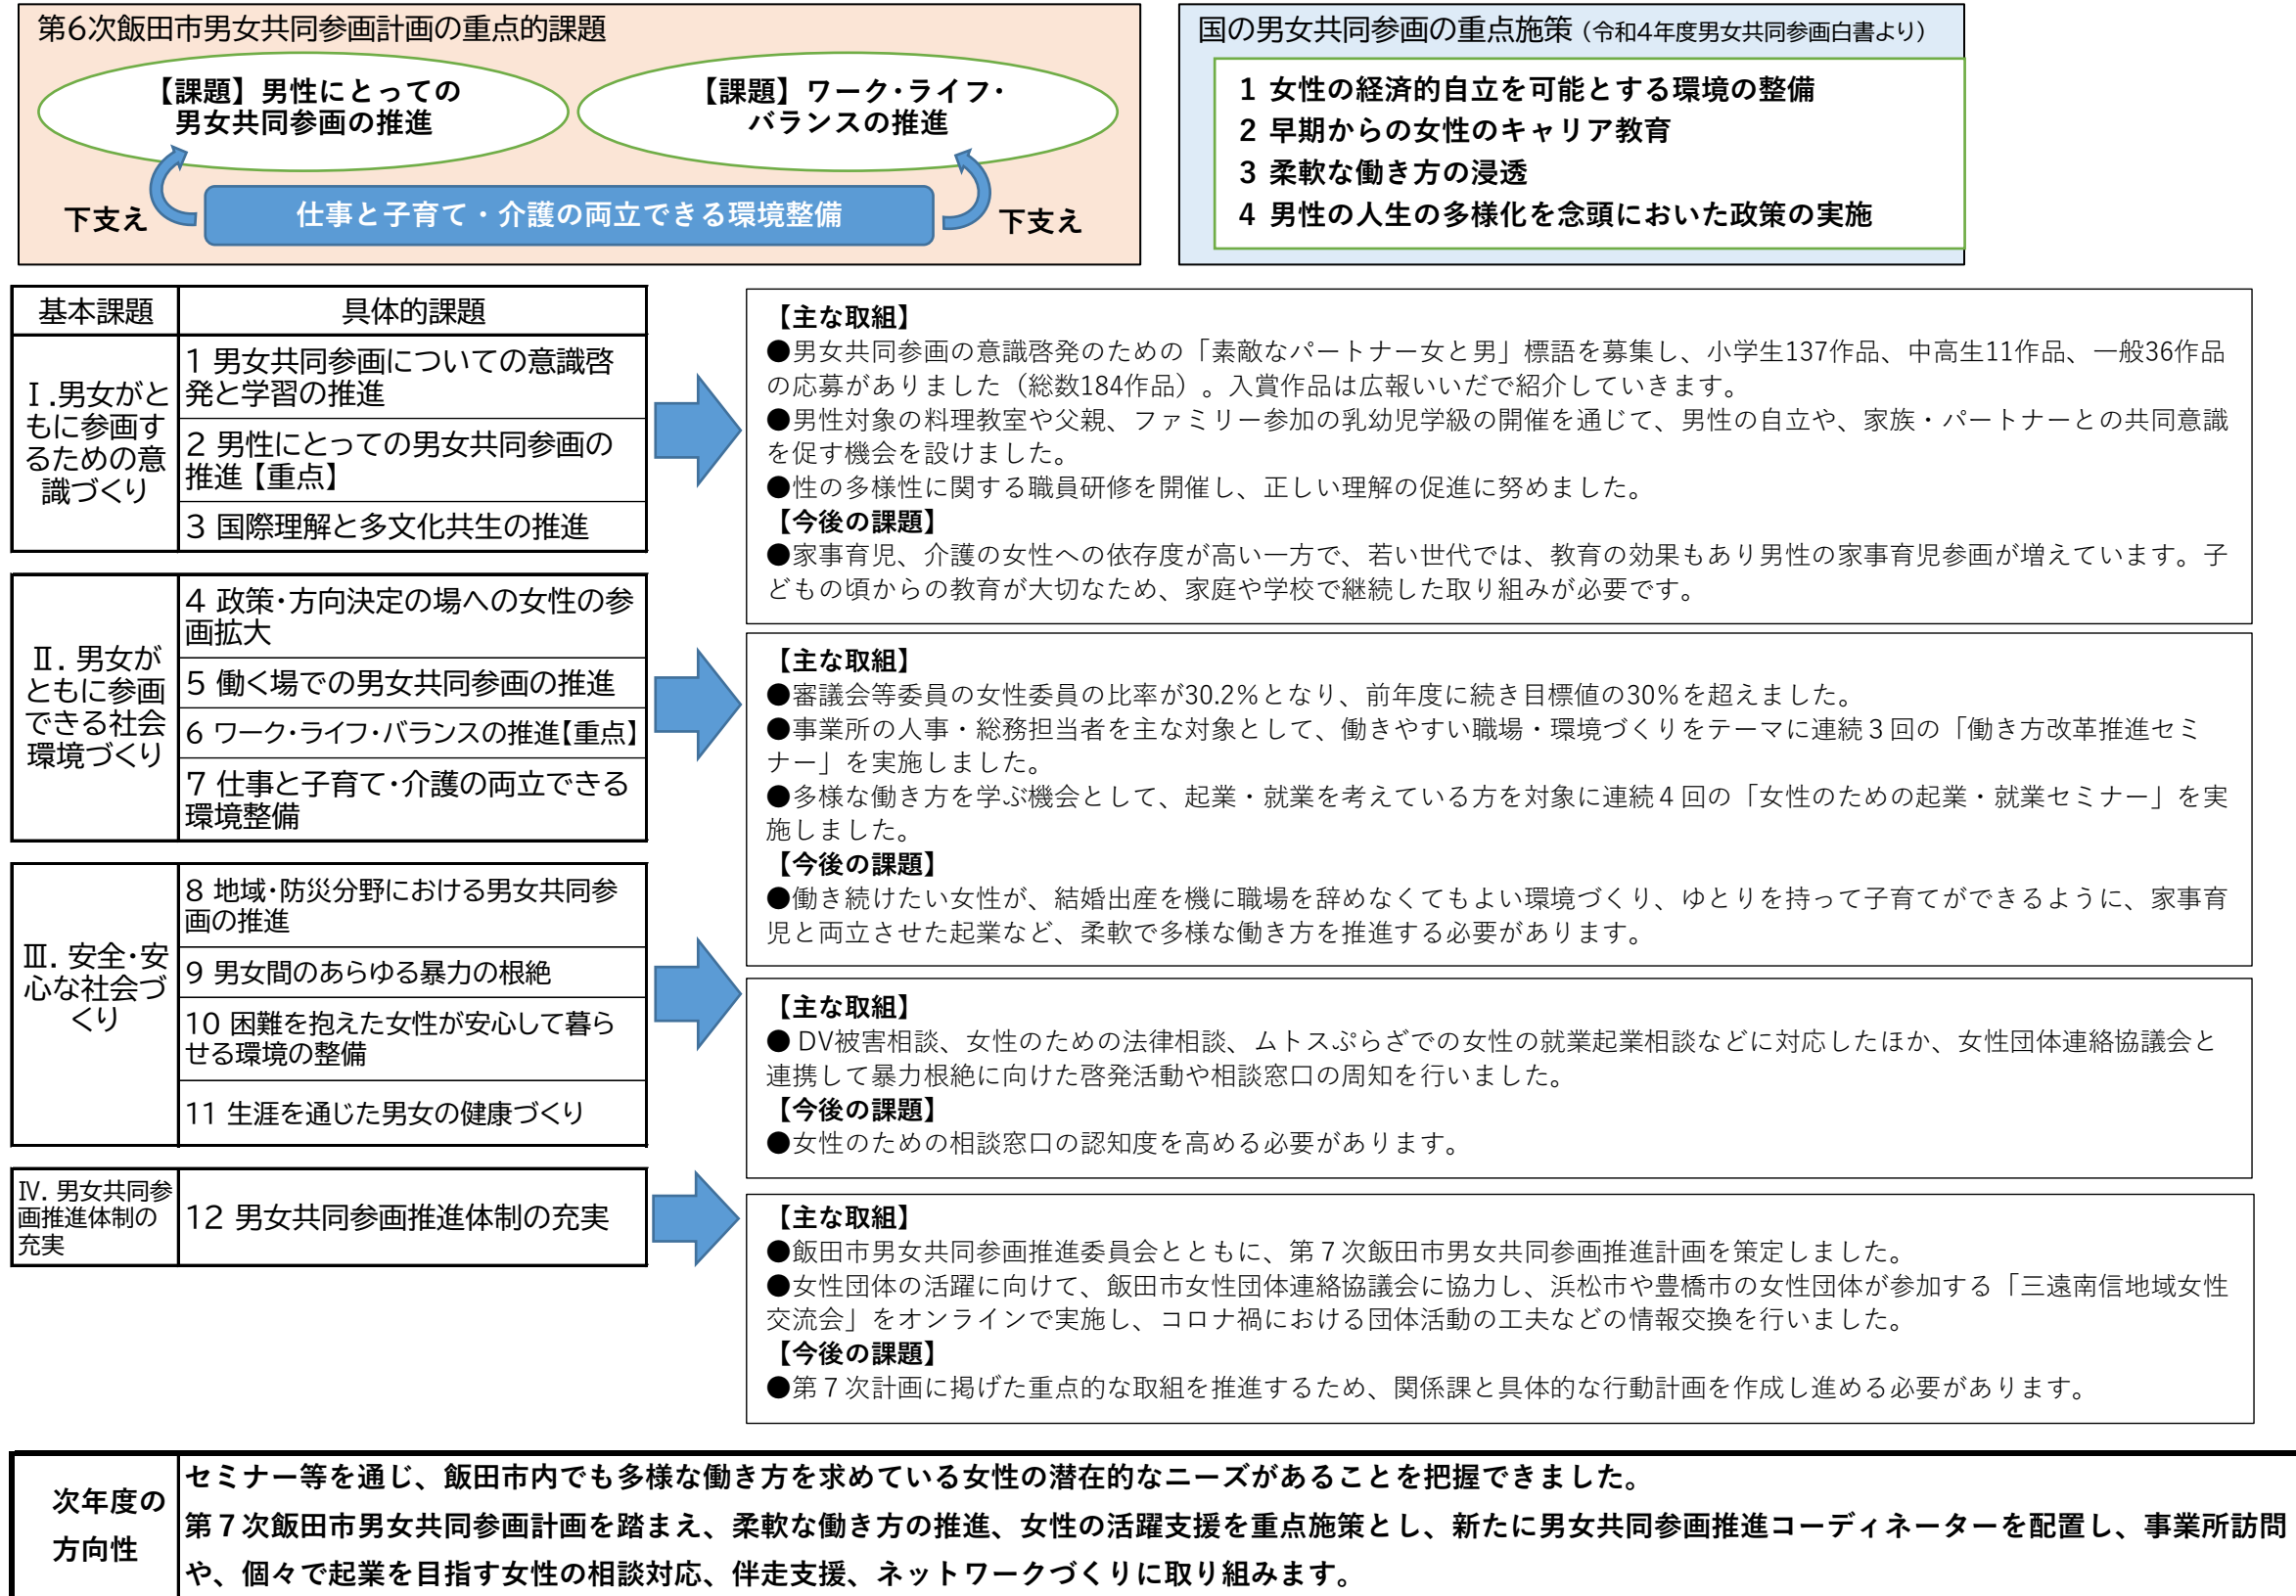 第6次飯田市男女共同参画計画の重点的課題
【課題】男性にとっての
男女共同参画の推進
【課題】ワーク・ライフ・
バランスの推進
下支え
仕事と子育て・介護の両立できる環境整備
下支え
国の男女共同参画の重点施策（令和4年度男女共同参画白書より）
1 女性の経済的自立を可能とする環境の整備
2 早期からの女性のキャリア教育
3 柔軟な働き方の浸透
4 男性の人生の多様化を念頭においた政策の実施
基本課題
具体的課題
Ⅰ.男女がと
もに参画す
るための意
識づくり
1 男女共同参画についての意識啓
発と学習の推進
2 男性にとっての男女共同参画の
推進【重点】
3 国際理解と多文化共生の推進
【主な取組】
●男女共同参画の意識啓発のための「素敵なパートナー女と男」標語を募集し、小学生137作品、中高生11作品、一般36作品
の応募がありました（総数184作品）。入賞作品は広報いいだで紹介していきます。
●男性対象の料理教室や父親、ファミリー参加の乳幼児学級の開催を通じて、男性の自立や、家族・パートナーとの共同意識
を促す機会を設けました。
●性の多様性に関する職員研修を開催し、正しい理解の促進に努めました。
【今後の課題】
●家事育児、介護の女性への依存度が高い一方で、若い世代では、教育の効果もあり男性の家事育児参画が増えています。子
どもの頃からの教育が大切なため、家庭や学校で継続した取り組みが必要です。
Ⅱ. 男女が
ともに参画
できる社会
環境づくり
4 政策・方向決定の場への女性の参
画拡大
5 働く場での男女共同参画の推進
6 ワーク・ライフ・バランスの推進【重点】
7 仕事と子育て・介護の両立できる
環境整備
【主な取組】
●審議会等委員の女性委員の比率が30.2%となり、前年度に続き目標値の30%を超えました。
●事業所の人事・総務担当者を主な対象として、働きやすい職場・環境づくりをテーマに連続３回の「働き方改革推進セミ
ナー」を実施しました。
●多様な働き方を学ぶ機会として、起業・就業を考えている方を対象に連続４回の「女性のための起業・就業セミナー」を実
施しました。
【今後の課題】
●働き続けたい女性が、結婚出産を機に職場を辞めなくてもよい環境づくり、ゆとりを持って子育てができるように、家事育
児と両立させた起業など、柔軟で多様な働き方を推進する必要があります。
Ⅲ. 安全・安
心な社会づ
くり
8 地域・防災分野における男女共同参
画の推進
9 男女間のあらゆる暴力の根絶
10 困難を抱えた女性が安心して暮ら
せる環境の整備
11 生涯を通じた男女の健康づくり
【主な取組】
● DV被害相談、女性のための法律相談、ムトスぷらざでの女性の就業起業相談などに対応したほか、女性団体連絡協議会と
連携して暴力根絶に向けた啓発活動や相談窓口の周知を行いました。
【今後の課題】
●女性のための相談窓口の認知度を高める必要があります。
Ⅳ. 男女共同参
画推進体制の
充実
12 男女共同参画推進体制の充実
【主な取組】
●飯田市男女共同参画推進委員会とともに、第７次飯田市男女共同参画推進計画を策定しました。
●女性団体の活躍に向けて、飯田市女性団体連絡協議会に協力し、浜松市や豊橋市の女性団体が参加する「三遠南信地域女性
交流会」をオンラインで実施し、コロナ禍における団体活動の工夫などの情報交換を行いました。
【今後の課題】
●第７次計画に掲げた重点的な取組を推進するため、関係課と具体的な行動計画を作成し進める必要があります。
次年度の
方向性
セミナー等を通じ、飯田市内でも多様な働き方を求めている女性の潜在的なニーズがあることを把握できました。
第７次飯田市男女共同参画計画を踏まえ、柔軟な働き方の推進、女性の活躍支援を重点施策とし、新たに男女共同参画推進コーディネーターを配置し、事業所訪問
や、個々で起業を目指す女性の相談対応、伴走支援、ネットワークづくりに取り組みます。